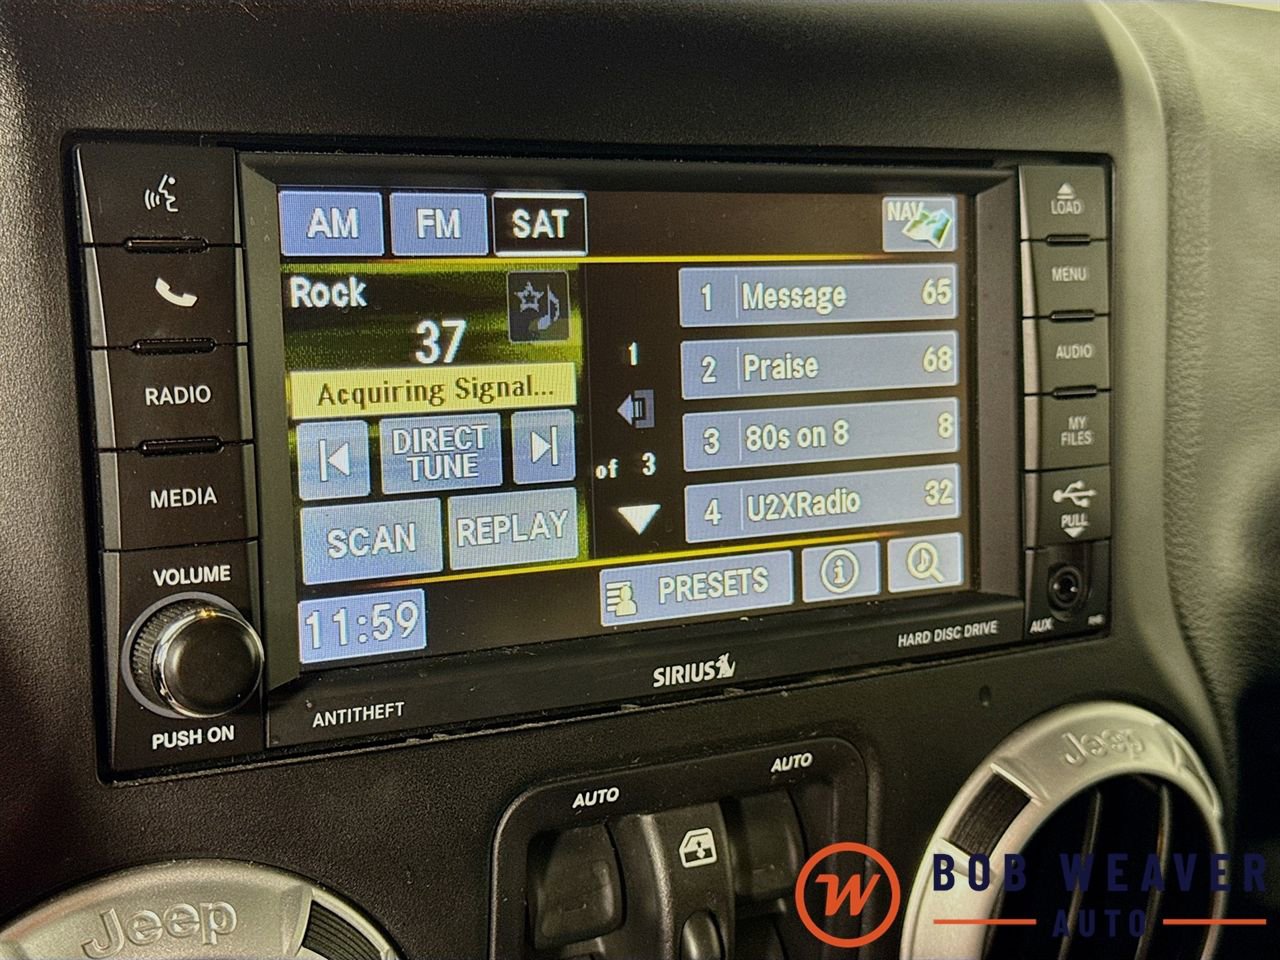 AM FM SAT
NAV
Rock
37
Acquiring Signal...
DIRECT
TUNE
SCAN REPLAY
11:59
1
of 3
1 Message 65
2 Praise 68
3 80s on 8 8
4 U2XRadio 32
PRESETS
RADIO
MEDIA
VOLUME
PUSH ON
LOAD
MENU
AUDIO
MY
FILES
PULL
AUX
ANTITHEFT
SIRIUS
HARD DISC DRIVE
AUTO
AUTO
Jeep
Jeep
BOB WEAVER
AUTO